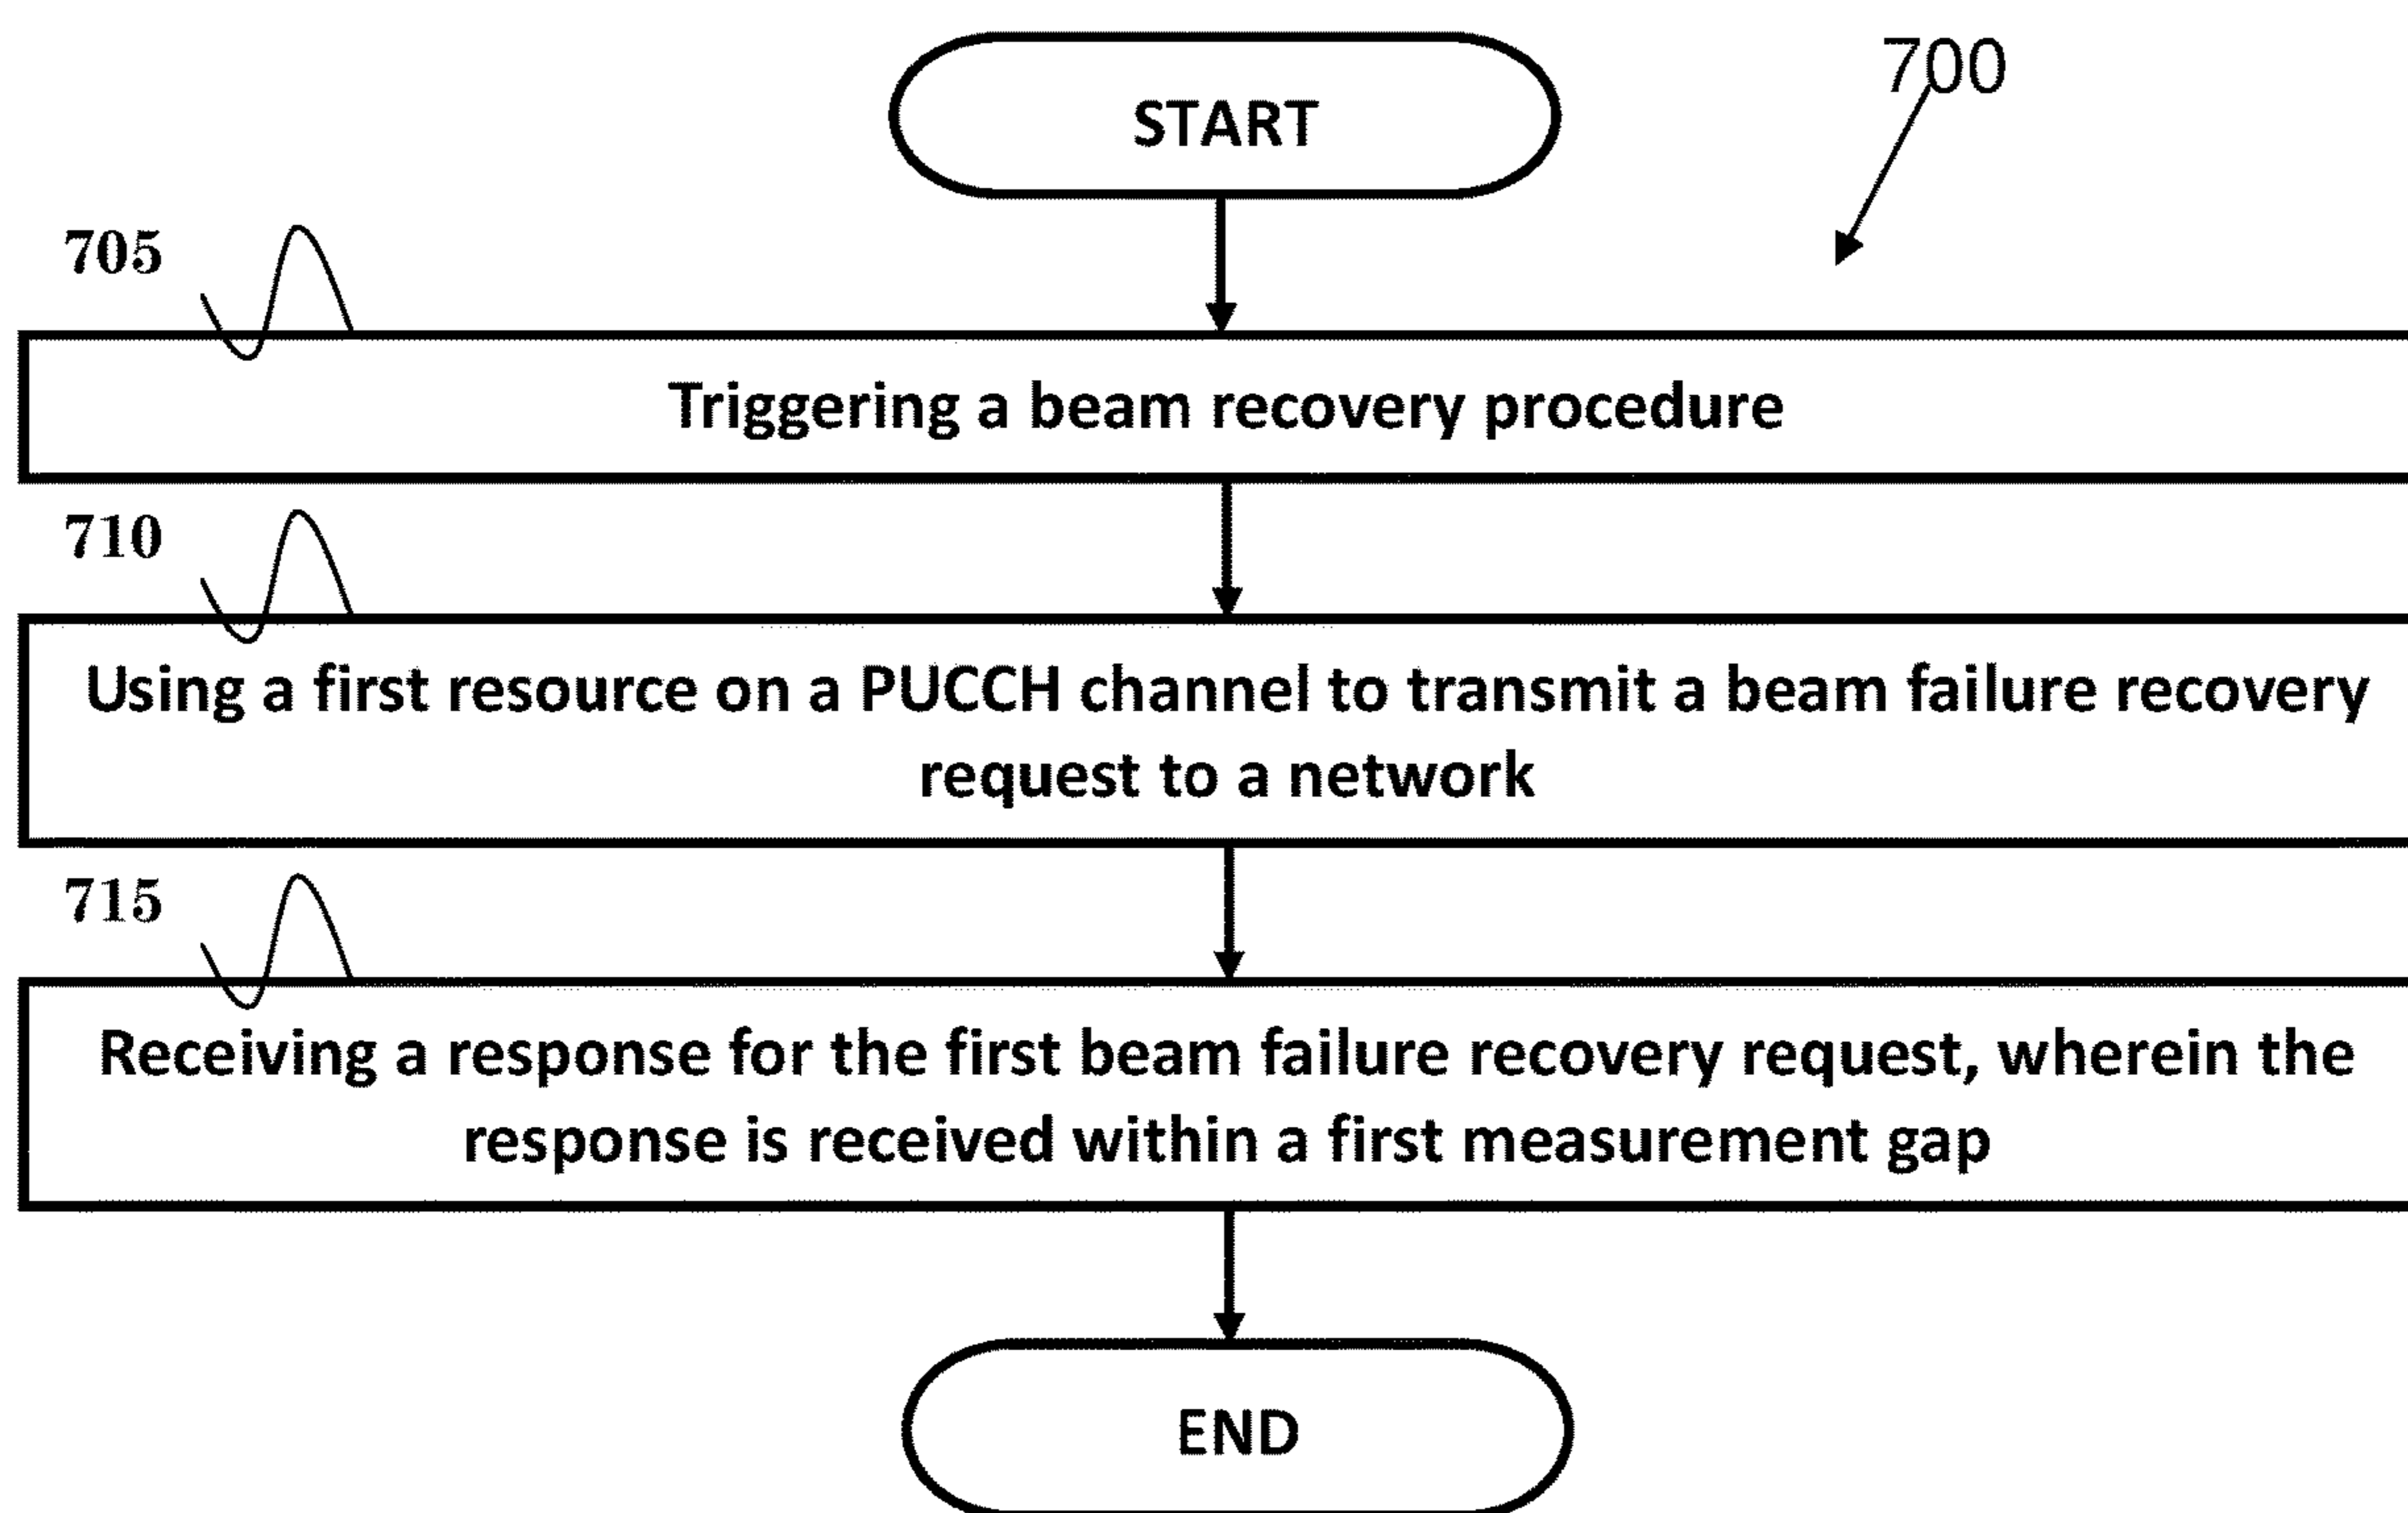 START
700
705
Triggering a beam recovery procedure
710
Using a first resource on a PUCCH channel to transmit a beam failure recovery
request to a network
715
Receiving a response for the first beam failure recovery request, wherein the
response is received within a first measurement gap
END